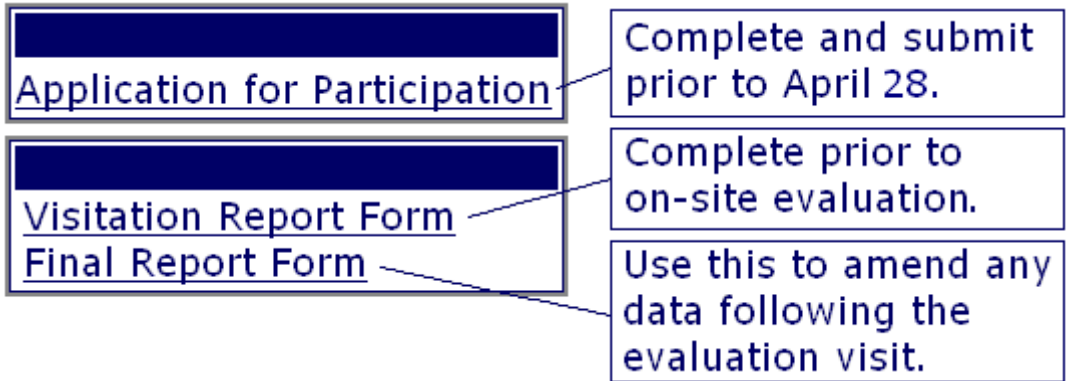 Application for Participation
Complete and submit
prior to April 28.
Visitation Report Form
Final Report Form
Complete prior to
on-site evaluation.
Use this to amend any
data following the
evaluation visit.